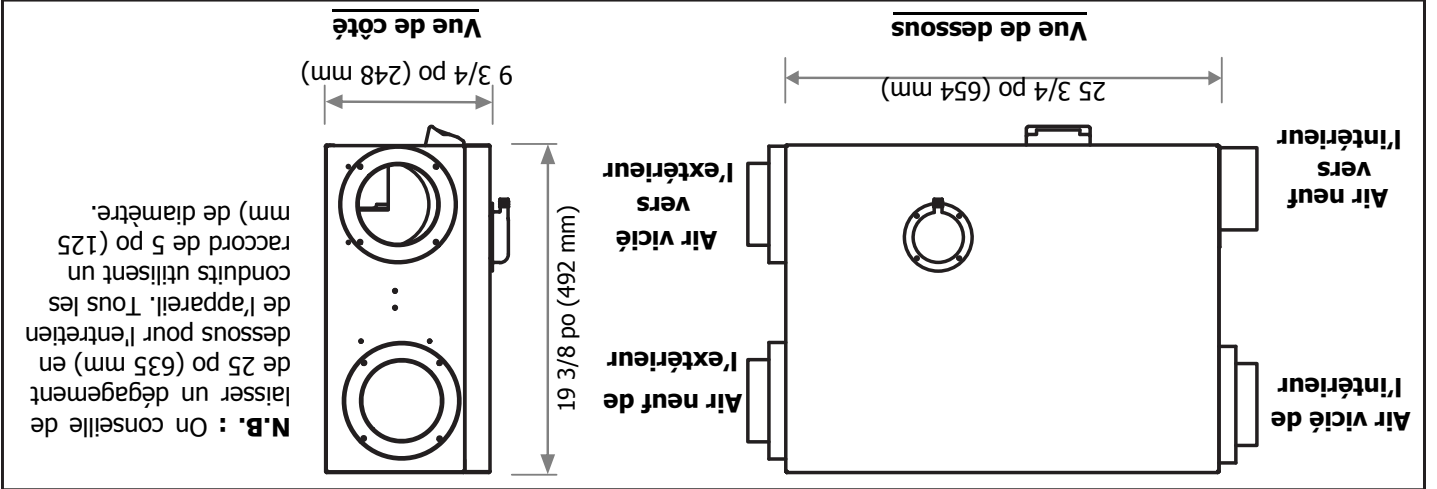 Air vicié de
l'intérieur
Air neuf de
l'extérieur
Air neuf
vers
l'intérieur
Air vicié
vers
l'extérieur
25 3/4 po (654 mm)
Vue de dessous
19 3/8 po (492 mm)
9 3/4 po (248 mm)
Vue de côté
N.B. : On conseille de
laisser un dégagement
de 25 po (635 mm) en
dessous pour l'entretien
de l'appareil. Tous les
conduits utilisent un
raccord de 5 po (125
mm) de diamètre.